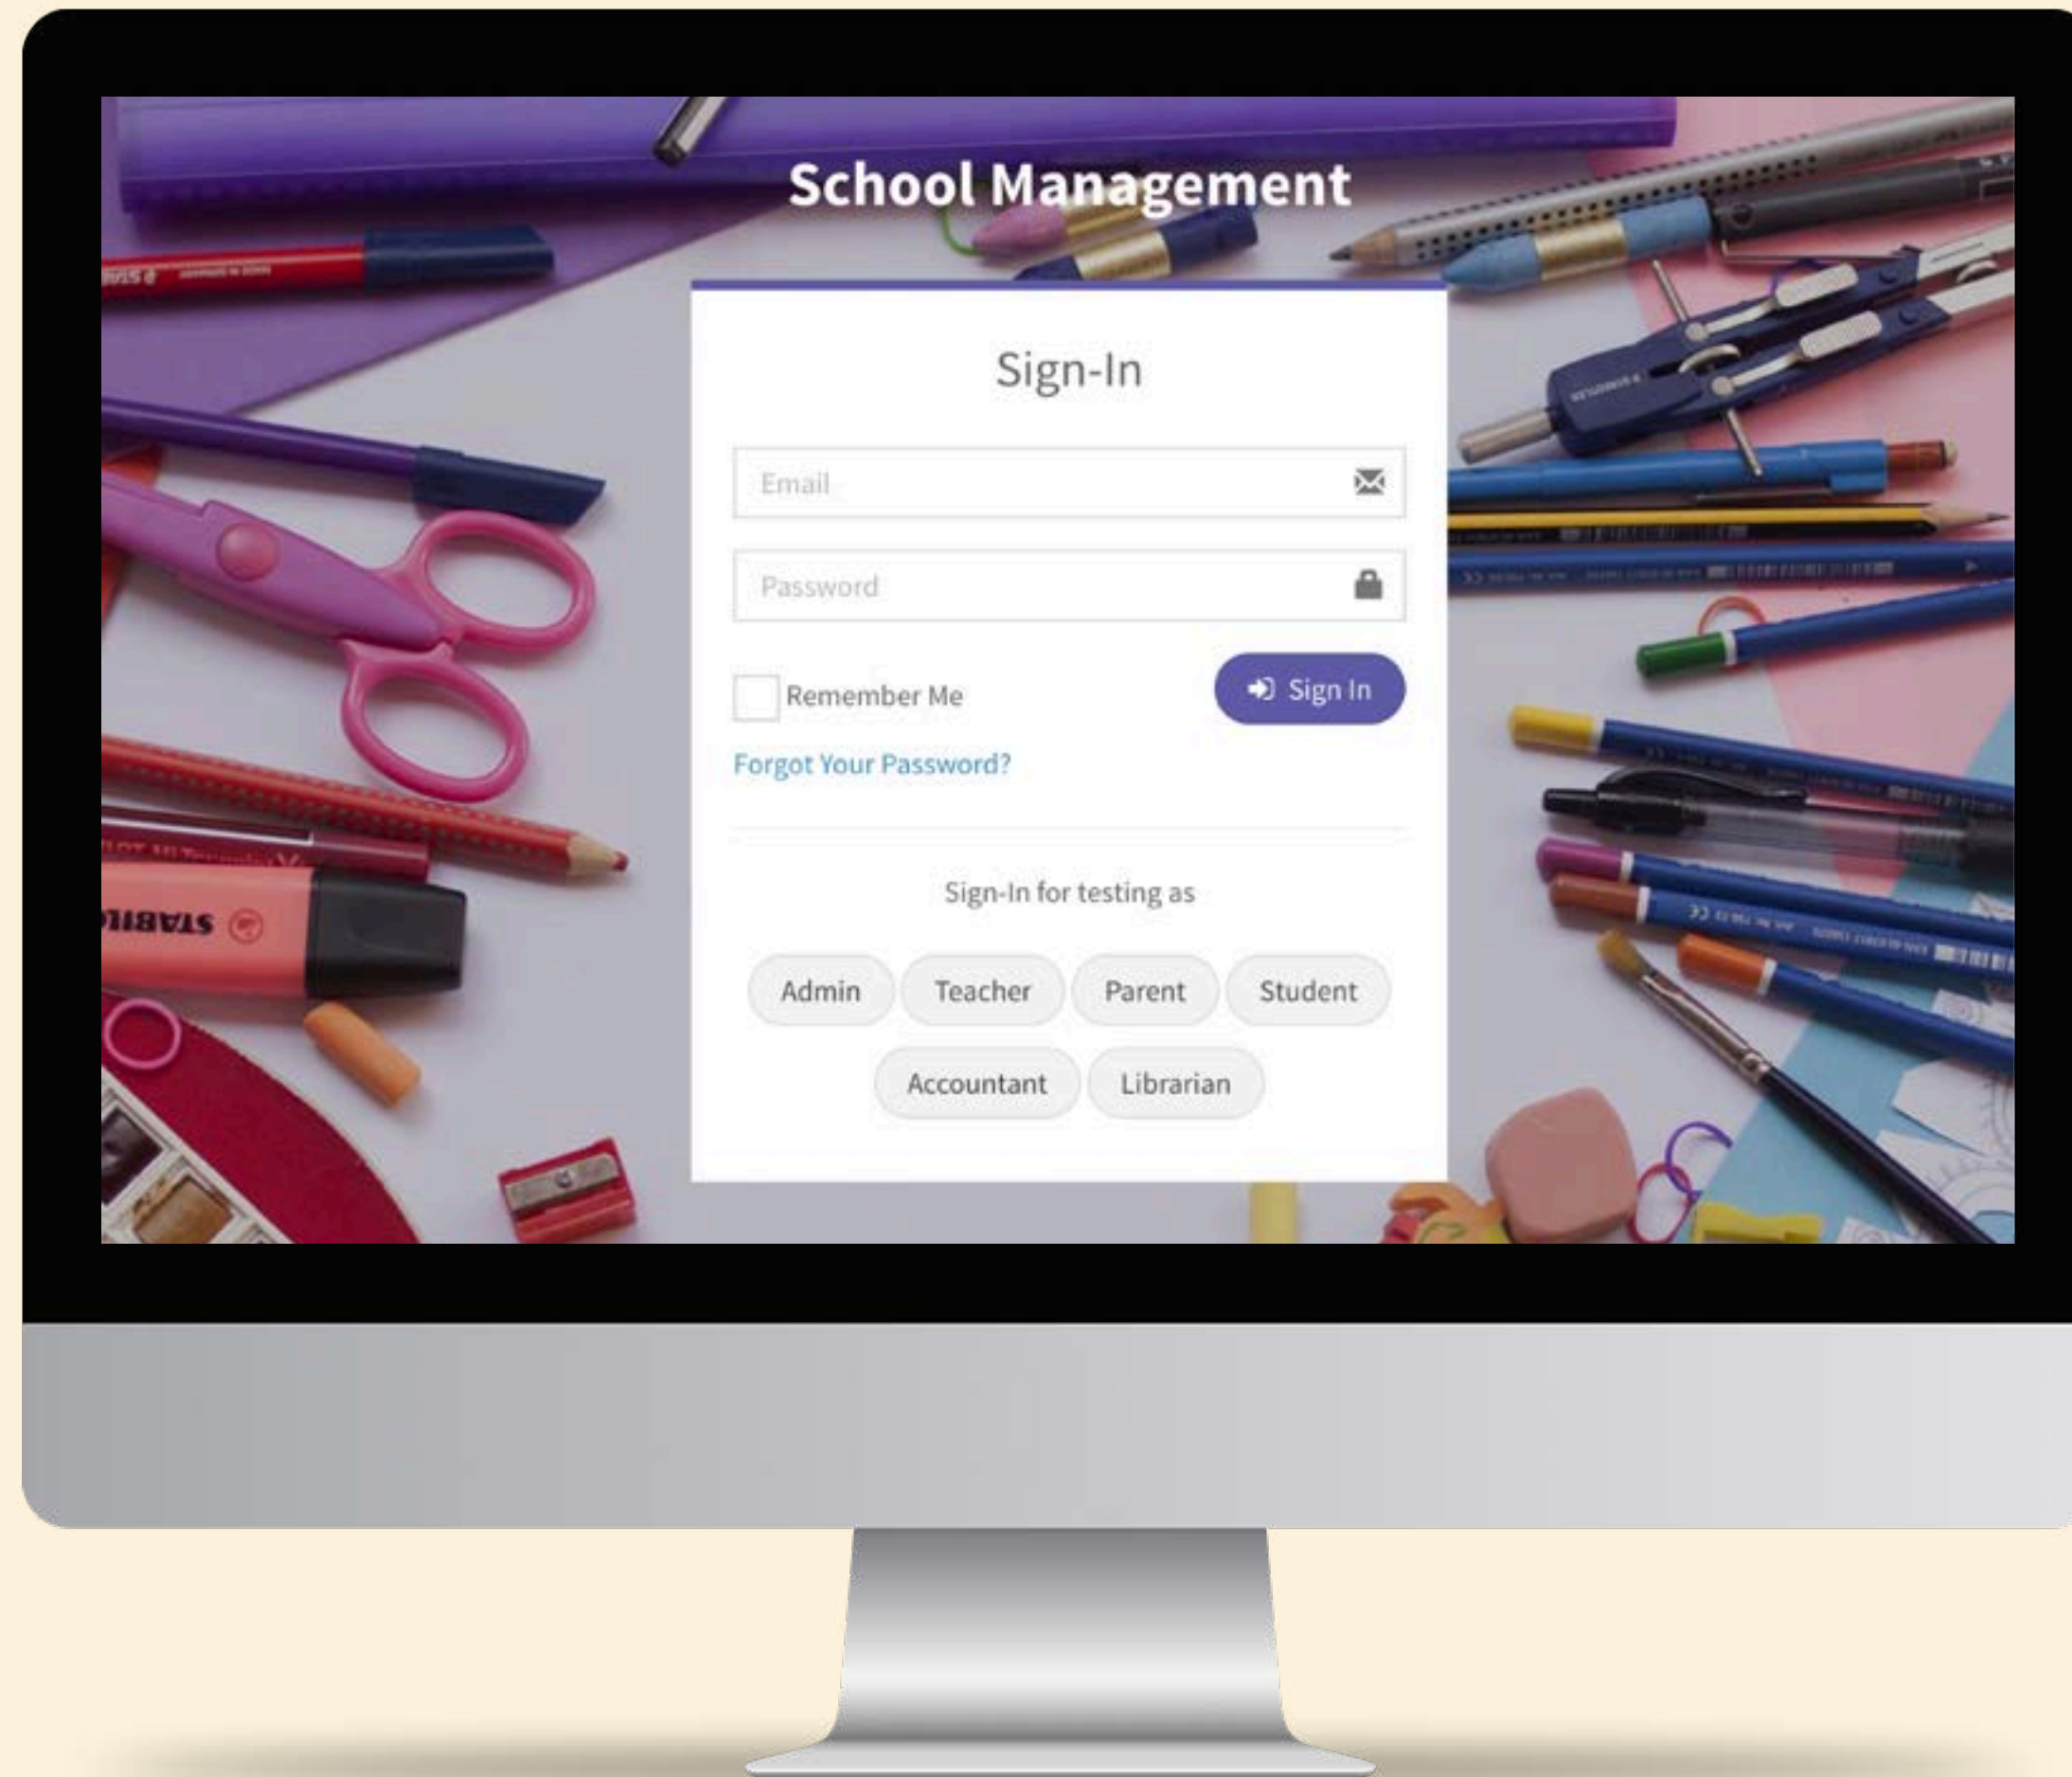 School Management
Sign-In
Email
Password
Remember Me
Sign In
Forgot Your Password?
Sign-In for testing as
Admin Teacher Parent Student
Accountant Librarian